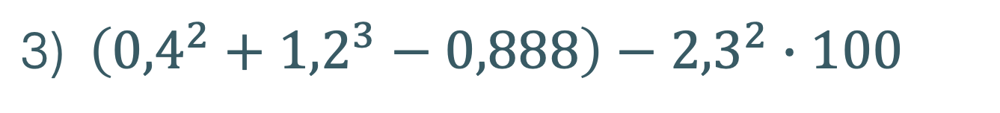 3) (0,4² + 1,2³ − 0,888) − 2,3² · 100